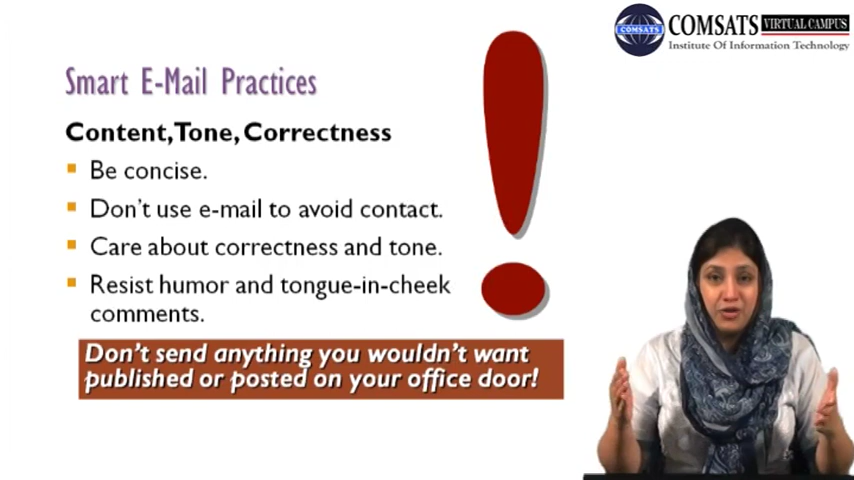 COMSATS VIRTUAL CAMPUS
COMSATS
Institute Of Information Technology
Smart E-Mail Practices
Content, Tone, Correctness
Be concise.
Don't use e-mail to avoid contact.
Care about correctness and tone.
Resist humor and tongue-in-cheek
comments.
Don't send anything you wouldn't want
published or posted on your office door!